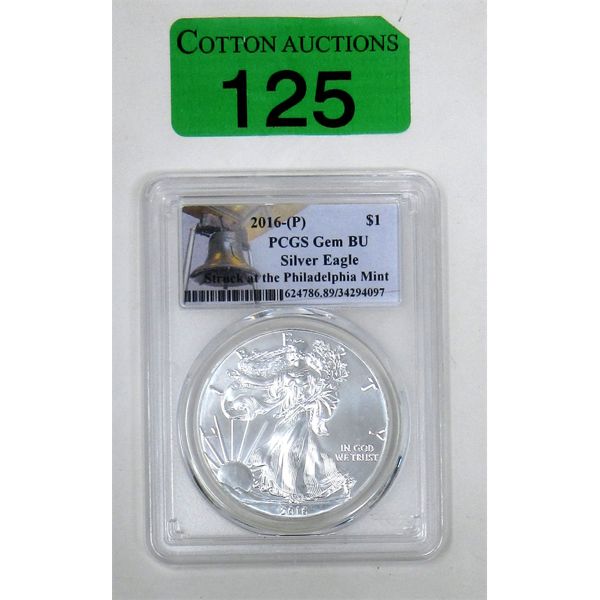 COTTON AUCTIONS
125
2016-(P) $1
PCGS Gem BU
Silver Eagle
Struck at the Philadelphia Mint
624786.89/34294097
L I B E R T Y
IN GOD
WE TRUST
2016